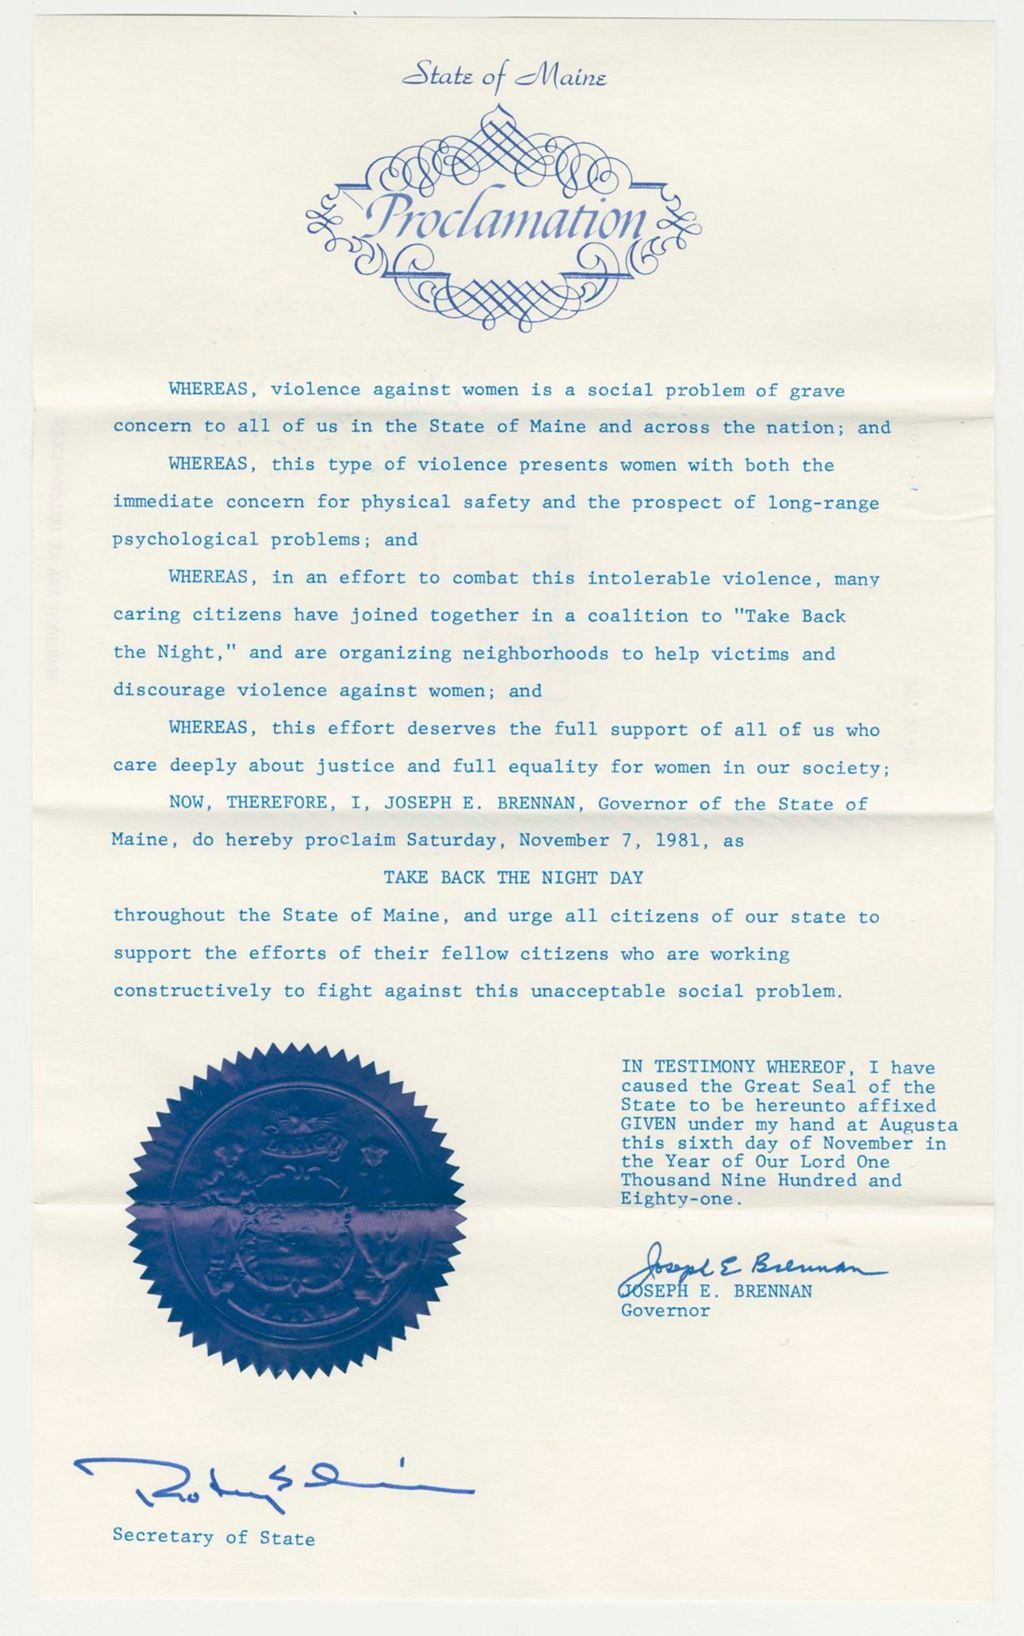 State of Maine
Proclamation
WHEREAS, violence against women is a social problem of grave
concern to all of us in the State of Maine and across the nation; and
WHEREAS, this type of violence presents women with both the
immediate concern for physical safety and the prospect of long-range
psychological problems; and
WHEREAS, in an effort to combat this intolerable violence, many
caring citizens have joined together in a coalition to "Take Back
the Night," and are organizing neighborhoods to help victims and
discourage violence against women; and
WHEREAS, this effort deserves the full support of all of us who
care deeply about justice and full equality for women in our society;
NOW, THEREFORE, I, JOSEPH E. BRENNAN, Governor of the State of
Maine, do hereby proclaim Saturday, November 7, 1981, as
TAKE BACK THE NIGHT DAY
throughout the State of Maine, and urge all citizens of our state to
support the efforts of their fellow citizens who are working
constructively to fight against this unacceptable social problem.
IN TESTIMONY WHEREOF, I have
caused the Great Seal of the
State to be hereunto affixed
GIVEN under my hand at Augusta
this sixth day of November in
the Year of Our Lord One
Thousand Nine Hundred and
Eighty-one.
Joseph E Brennan
JOSEPH E. BRENNAN
Governor
DIRIGO
MAINE
Secretary of State